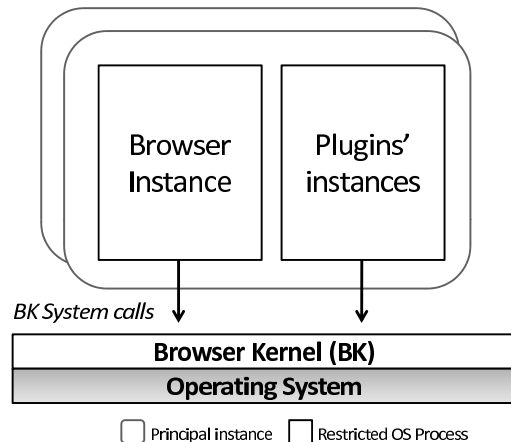 Browser
Instance
Plugins'
instances
BK System calls
Browser Kernel (BK)
Operating System
Principal instance
Restricted OS Process